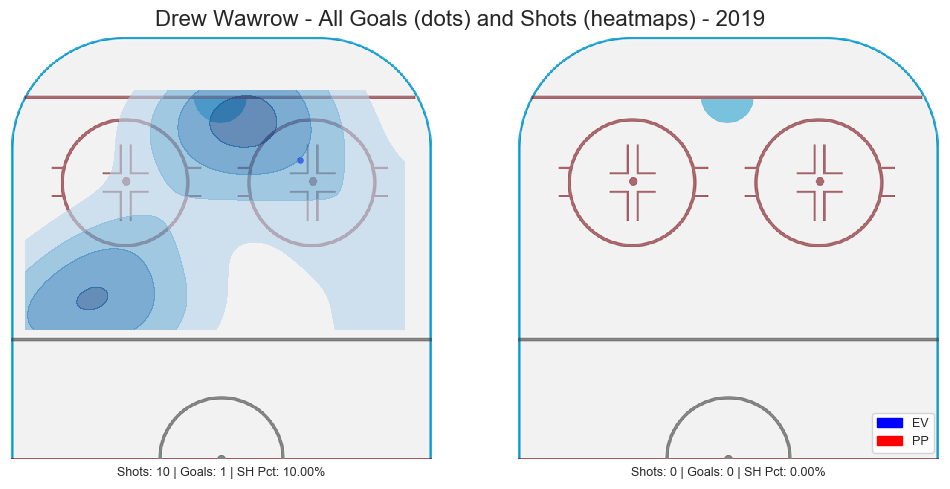 Drew Wawrow - All Goals (dots) and Shots (heatmaps) - 2019
EV
PP
Shots: 10 | Goals: 1 | SH Pct: 10.00%
Shots: 0 | Goals: 0 | SH Pct: 0.00%